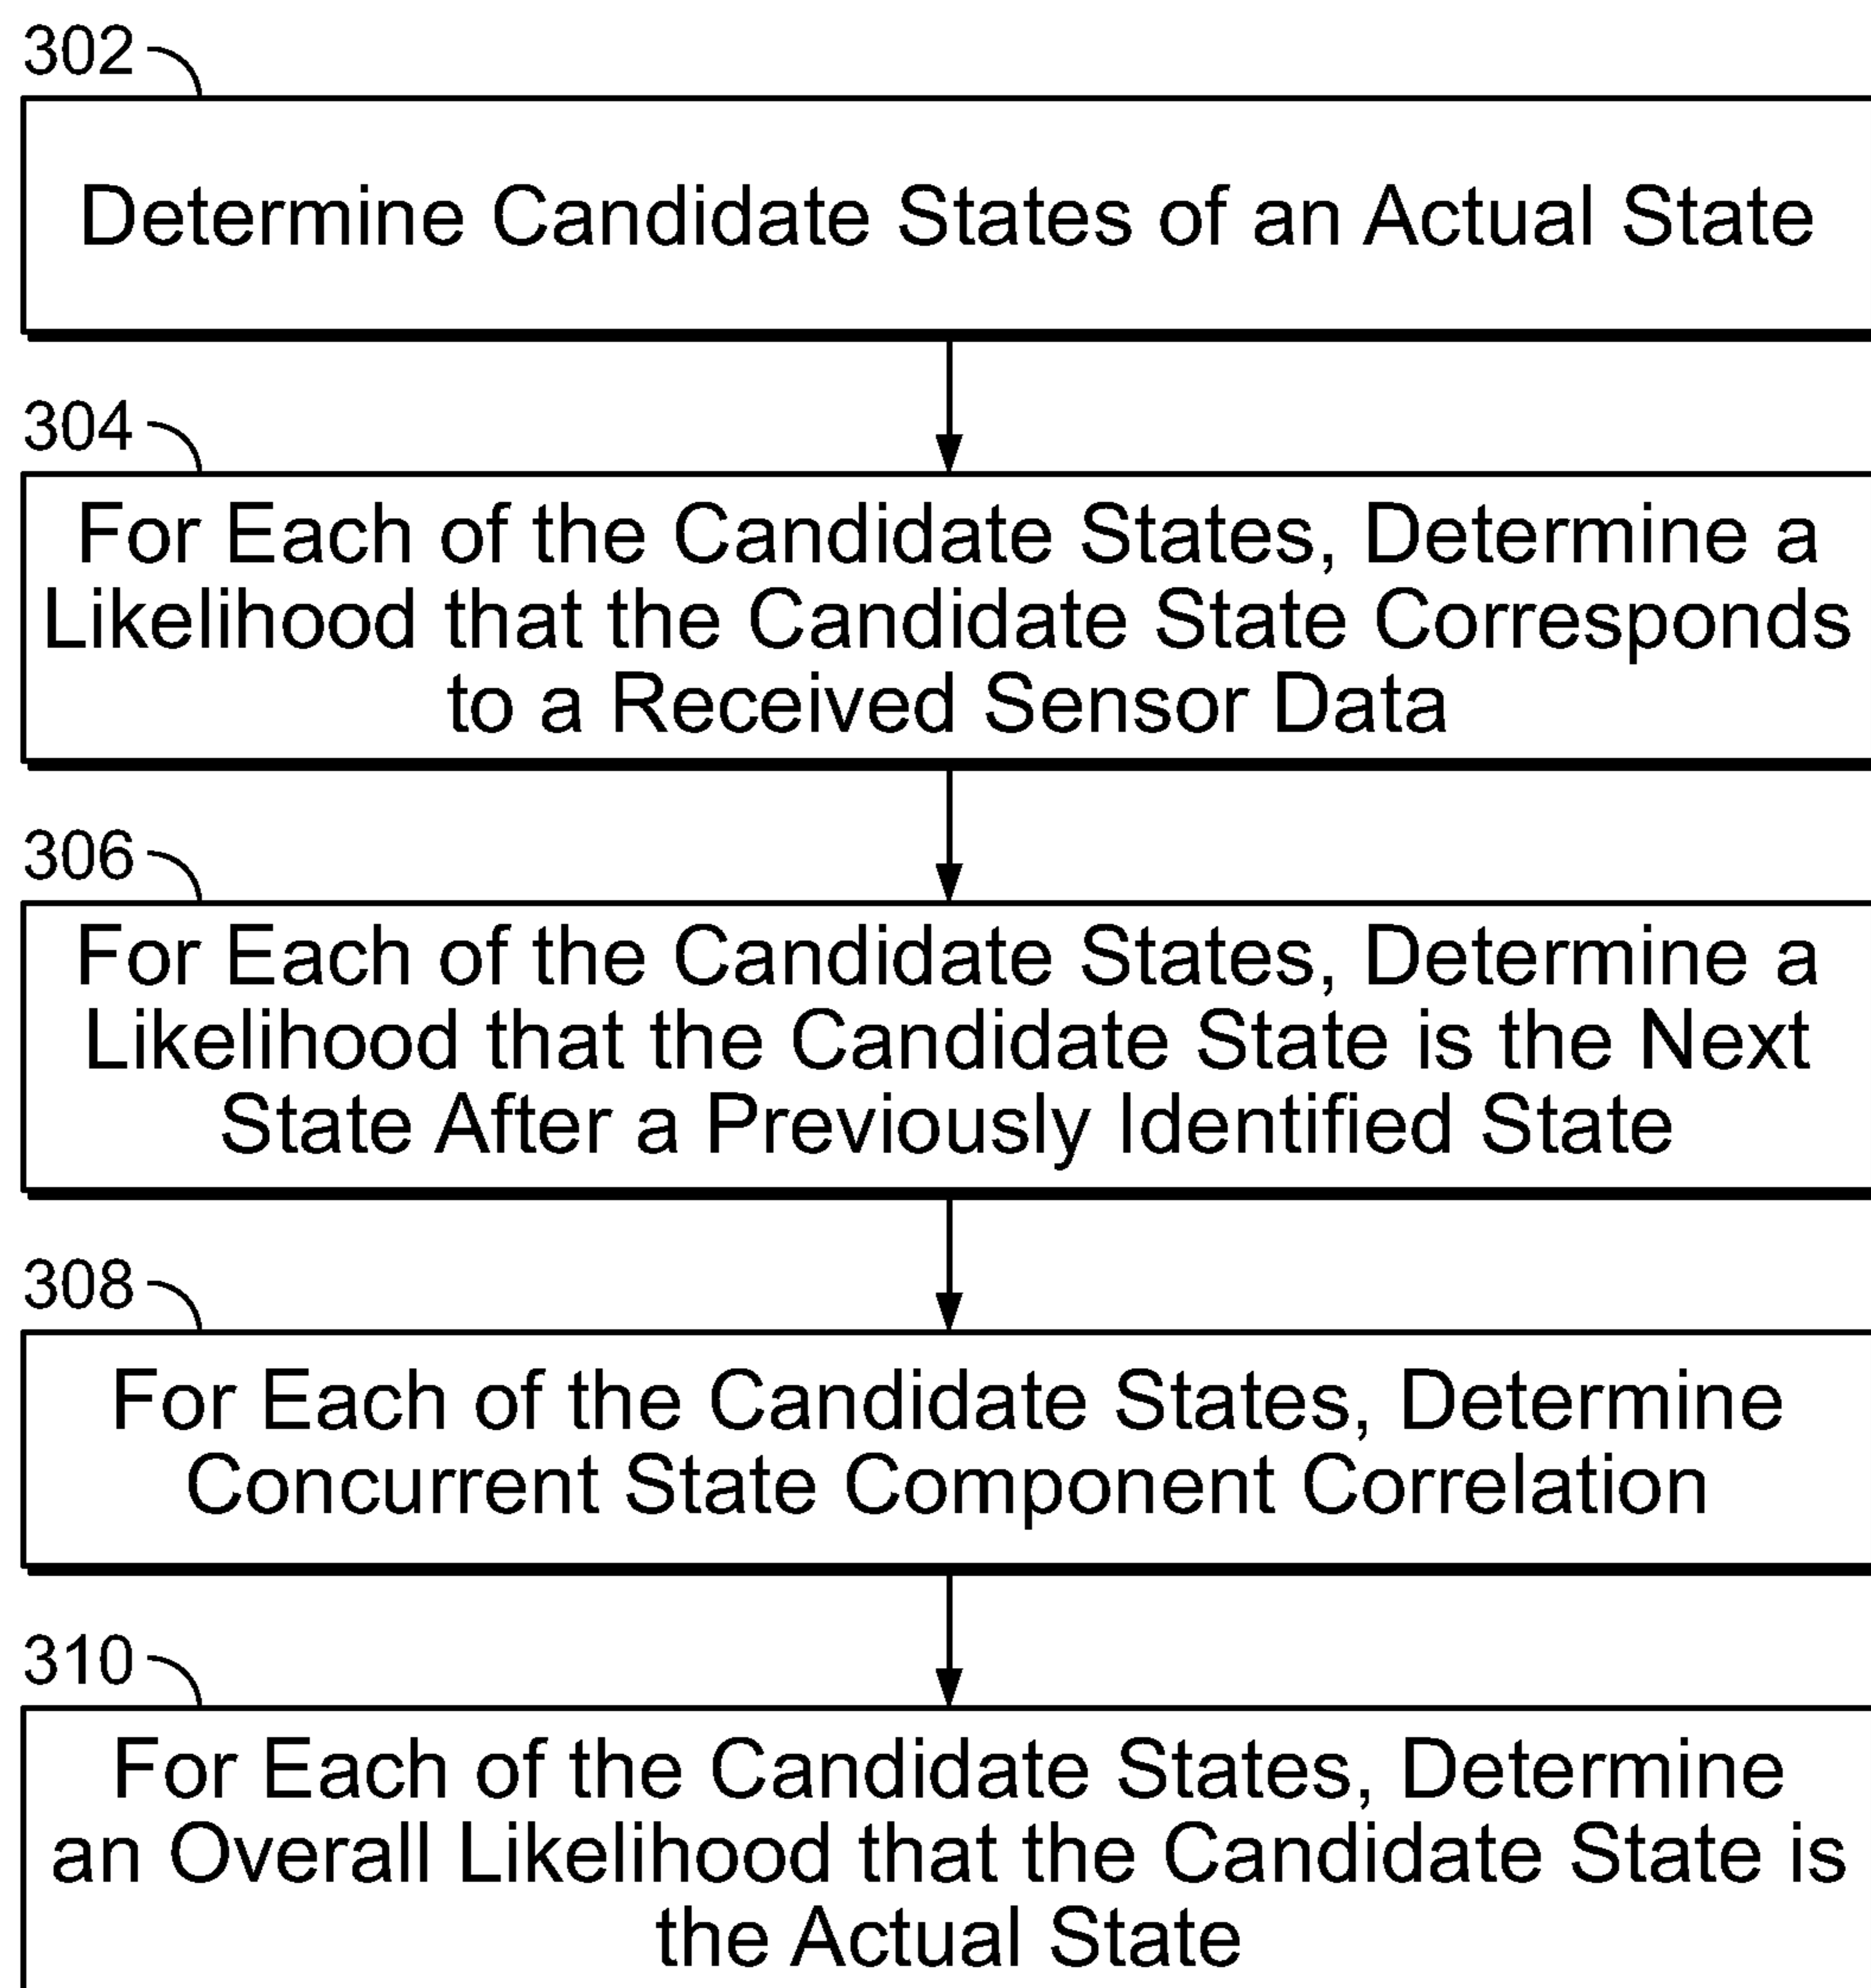 302
Determine Candidate States of an Actual State
304
For Each of the Candidate States, Determine a
Likelihood that the Candidate State Corresponds
to a Received Sensor Data
306
For Each of the Candidate States, Determine a
Likelihood that the Candidate State is the Next
State After a Previously Identified State
308
For Each of the Candidate States, Determine
Concurrent State Component Correlation
310
For Each of the Candidate States, Determine
an Overall Likelihood that the Candidate State is
the Actual State